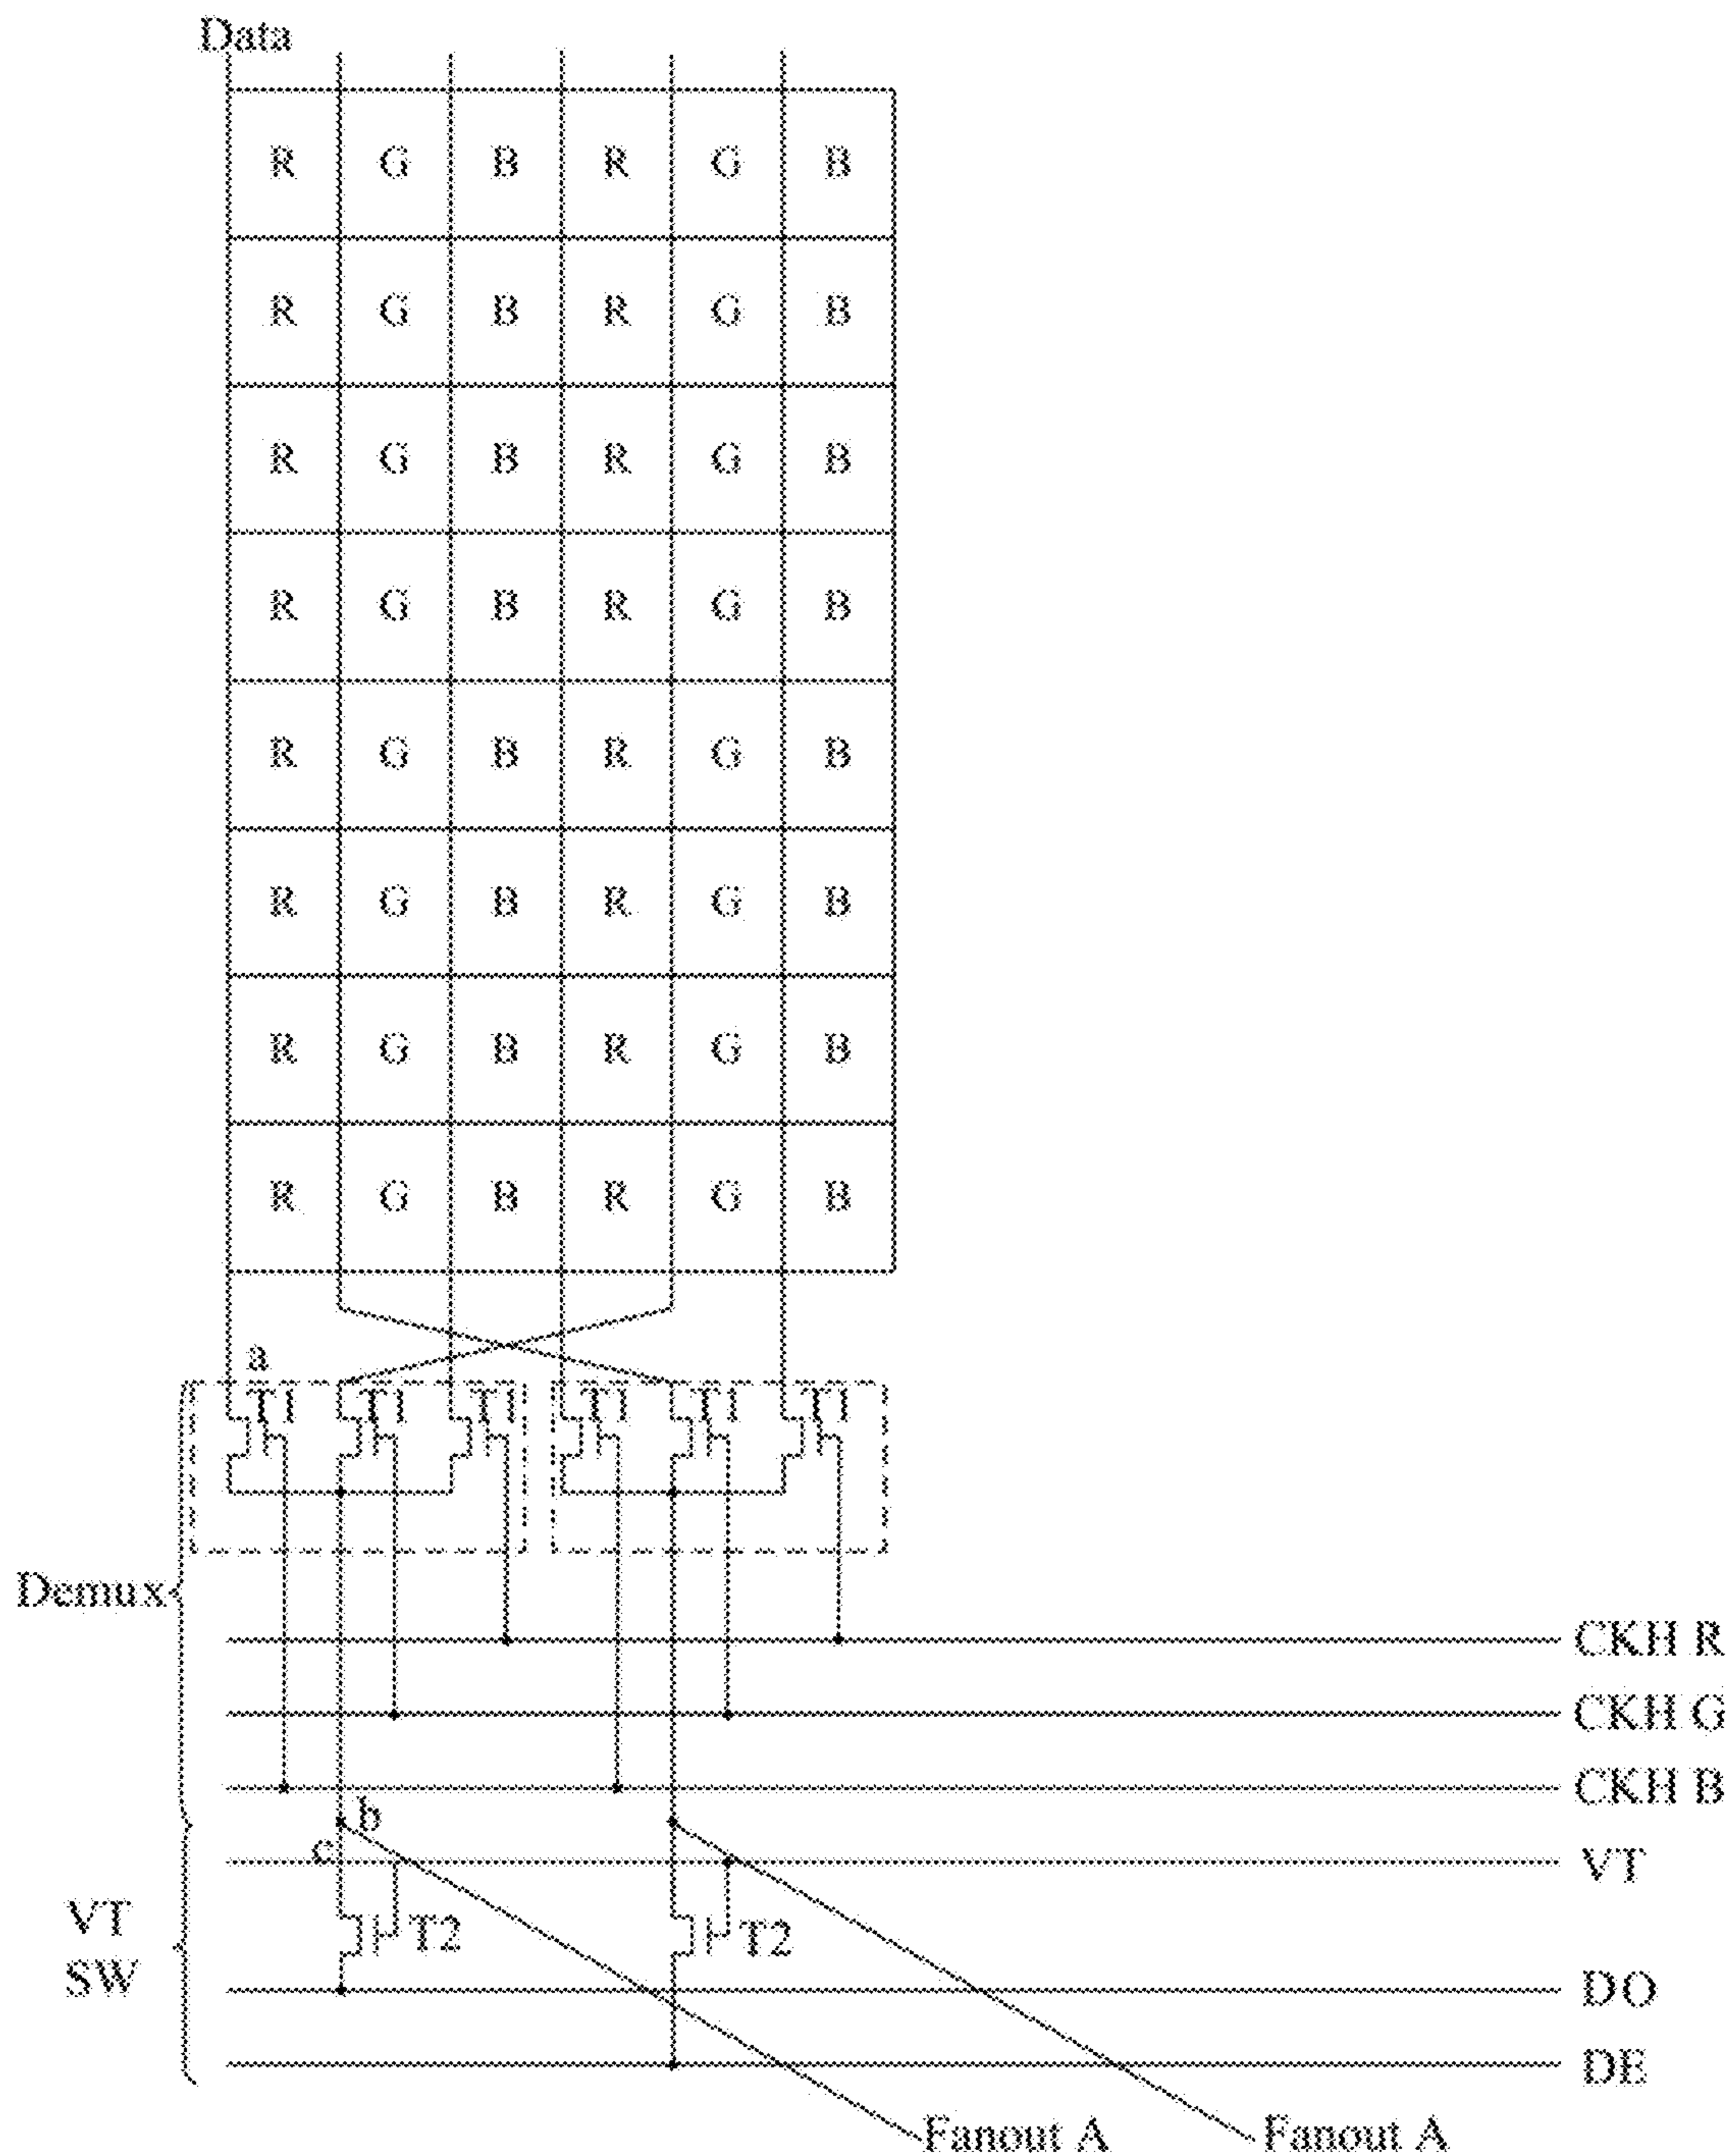 Data
R G B R G B
R G B R G B
R G B R G B
R G B R G B
R G B R G B
R G B R G B
R G B R G B
R G B R G B
a
T1 T1 T1 T1 T1 T1
Demux
CKH R
CKH G
CKH B
b
c
VT
VT
SW
T2 T2
DO
DE
Fanout A Fanout A